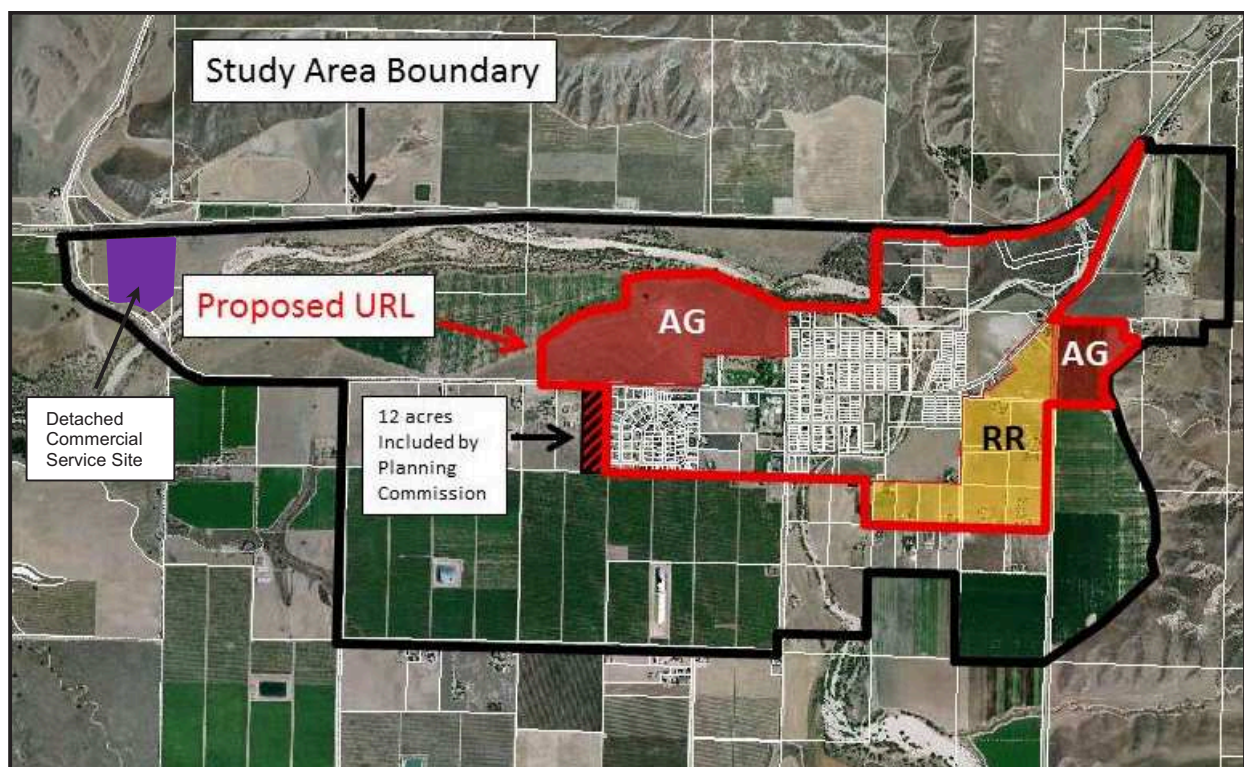 Study Area Boundary
Proposed URL
AG
AG
RR
Detached
Commercial
Service Site
12 acres
Included by
Planning
Commission